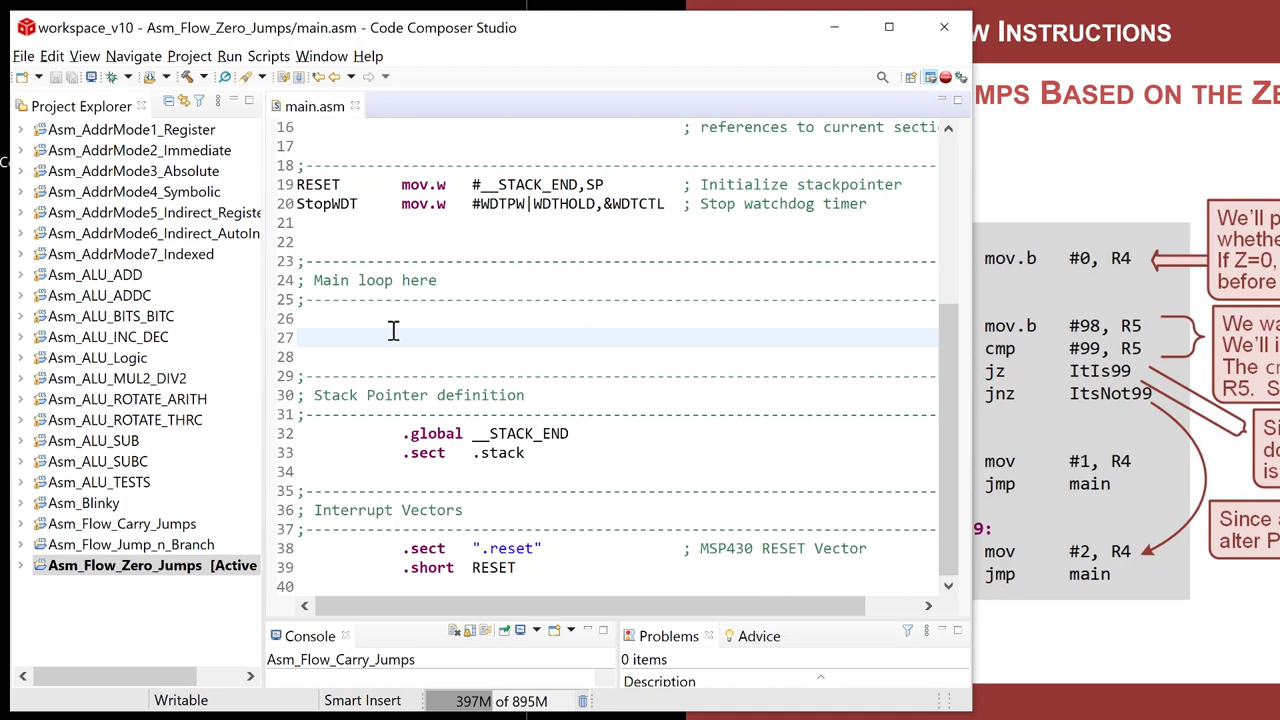 workspace_v10 - Asm_Flow_Zero_Jumps/main.asm - Code Composer Studio
File Edit View Navigate Project Run Scripts Window Help
Project Explorer
Asm_AddrMode1_Register
Asm_AddrMode2_Immediate
Asm_AddrMode3_Absolute
Asm_AddrMode4_Symbolic
Asm_AddrMode5_Indirect_Registe
Asm_AddrMode6_Indirect_AutoIn
Asm_AddrMode7_Indexed
Asm_ALU_ADD
Asm_ALU_ADDC
Asm_ALU_BITS_BITC
Asm_ALU_INC_DEC
Asm_ALU_Logic
Asm_ALU_MUL2_DIV2
Asm_ALU_ROTATE_ARITH
Asm_ALU_ROTATE_THRC
Asm_ALU_SUB
Asm_ALU_SUBC
Asm_ALU_TESTS
Asm_Blinky
Asm_Flow_Carry_Jumps
Asm_Flow_Jump_n_Branch
Asm_Flow_Zero_Jumps [Active
main.asm
16 ; references to current secti
17
18 ;-------------------------------------------------------------------------
19 RESET mov.w #__STACK_END,SP ; Initialize stackpointer
20 StopWDT mov.w #WDTPW|WDTHOLD,&WDTCTL ; Stop watchdog timer
21
22
23 ;-------------------------------------------------------------------------
24 ; Main loop here
25 ;-------------------------------------------------------------------------
26
27
28
29 ;-------------------------------------------------------------------------
30 ; Stack Pointer definition
31 ;-------------------------------------------------------------------------
32 .global __STACK_END
33 .sect .stack
34
35 ;-------------------------------------------------------------------------
36 ; Interrupt Vectors
37 ;-------------------------------------------------------------------------
38 .sect ".reset" ; MSP430 RESET Vector
39 .short RESET
40
Console
Asm_Flow_Carry_Jumps
Problems
Advice
0 items
Description
Writable
Smart Insert
397M of 895M
INSTRUCTIONS
MPS BASED ON THE ZE
mov.b #0, R4
mov.b #98, R5
cmp #99, R5
jz ItIs99
jnz ItsNot99
mov #1, R4
jmp main
9:
mov #2, R4
jmp main
We'll p
whethe
If Z=0,
before
We wa
We'll i
The c
R5. S
Si
do
is
Since a
alter P